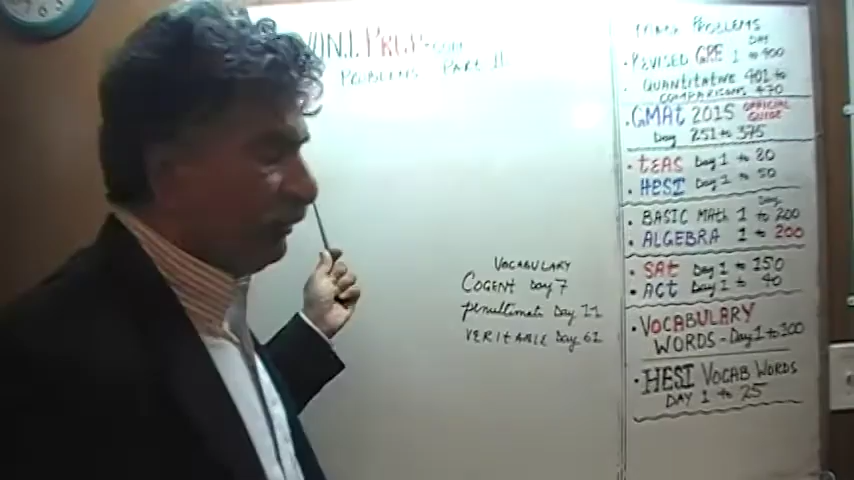 PROBLEMS PART II
VOCABULARY
COGENT Day 7
penultimate Day 11
VERITABLE Day 61
PROBLEMS
DAY
• REVISED GRE 1 to 400
• QUANTITATIVE 401 to
COMPARISONS 470
• GMAt 2015 OFFICIAL GUIDE
Day 251 to 375
• tEAS Day 1 to 20
• HESI Day 1 to 50
Day
• BASIC MAth 1 to 200
• ALGEBRA 1 to 200
• SAt Day 1 to 150
• ACt Day 1 to 40
• VOCABULARY
WORDS - Day 1 to 300
• HESI VOCAB WORDS
DAY 1 to 25